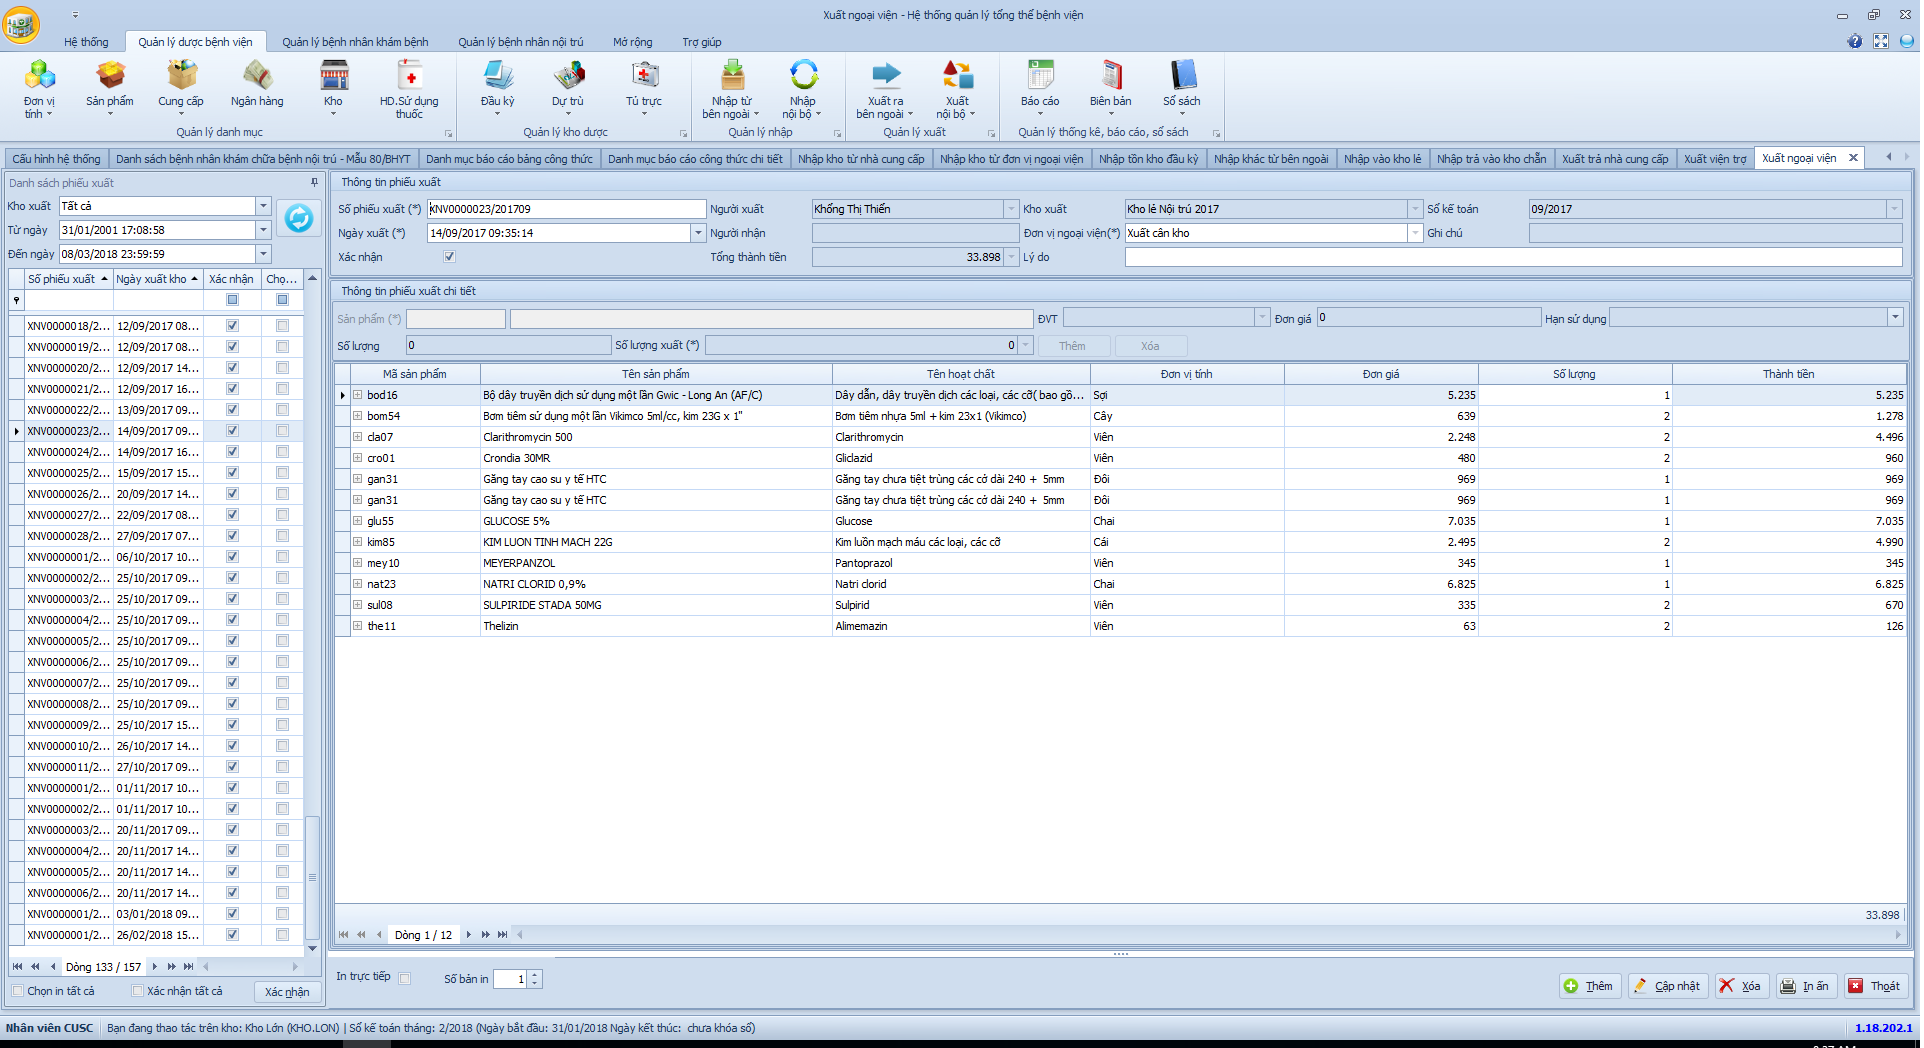 Xuất ngoại viện - Hệ thống quản lý tổng thể bệnh viện
Hệ thống Quản lý dược bệnh viện Quản lý bệnh nhân khám bệnh Quản lý bệnh nhân nội trú Mở rộng Trợ giúp
Đơn vị tính Sản phẩm Cung cấp Ngân hàng Kho HD.Sử dụng thuốc Đầu kỳ Dự trù Tủ trực Nhập từ bên ngoài Nhập nội bộ Xuất ra bên ngoài Xuất nội bộ Báo cáo Biên bản Sổ sách
Quản lý danh mục Quản lý kho dược Quản lý nhập Quản lý xuất Quản lý thống kê, báo cáo, sổ sách
Cấu hình hệ thống Danh sách bệnh nhân khám chữa bệnh nội trú - Mẫu 80/BHYT Danh mục báo cáo bảng công thức Danh mục báo cáo công thức chi tiết Nhập kho từ nhà cung cấp Nhập kho từ đơn vị ngoại viện Nhập tồn kho đầu kỳ Nhập khác từ bên ngoài Nhập vào kho lẻ Nhập trả vào kho chẵn Xuất trả nhà cung cấp Xuất viện trợ Xuất ngoại viện
Danh sách phiếu xuất
Kho xuất Tất cả
Từ ngày 31/01/2001 17:08:58
Đến ngày 08/03/2018 23:59:59
Số phiếu xuất Ngày xuất kho Xác nhận Chọ...
XNV0000018/2... 12/09/2017 08...
XNV0000019/2... 12/09/2017 08...
XNV0000020/2... 12/09/2017 14...
XNV0000021/2... 12/09/2017 16...
XNV0000022/2... 13/09/2017 09...
XNV0000023/2... 14/09/2017 09...
XNV0000024/2... 14/09/2017 16...
XNV0000025/2... 15/09/2017 15...
XNV0000026/2... 20/09/2017 14...
XNV0000027/2... 22/09/2017 08...
XNV0000028/2... 27/09/2017 07...
XNV0000001/2... 06/10/2017 10...
XNV0000002/2... 25/10/2017 09...
XNV0000003/2... 25/10/2017 09...
XNV0000004/2... 25/10/2017 09...
XNV0000005/2... 25/10/2017 09...
XNV0000006/2... 25/10/2017 09...
XNV0000007/2... 25/10/2017 09...
XNV0000008/2... 25/10/2017 09...
XNV0000009/2... 25/10/2017 15...
XNV0000010/2... 26/10/2017 14...
XNV0000011/2... 27/10/2017 09...
XNV0000001/2... 01/11/2017 10...
XNV0000002/2... 01/11/2017 10...
XNV0000003/2... 20/11/2017 09...
XNV0000004/2... 20/11/2017 14...
XNV0000005/2... 20/11/2017 14...
XNV0000006/2... 20/11/2017 14...
XNV0000001/2... 03/01/2018 09...
XNV0000001/2... 26/02/2018 15...
Dòng 133 / 157
Chọn in tất cả Xác nhận tất cả Xác nhận
Thông tin phiếu xuất
Số phiếu xuất (*) XNV0000023/201709 Người xuất Khổng Thị Thiến Kho xuất Kho lẻ Nội trú 2017 Số kế toán 09/2017
Ngày xuất (*) 14/09/2017 09:35:14 Người nhận Đơn vị ngoại viện(*) Xuất cân kho Ghi chú
Xác nhận Tổng thành tiền 33.898 Lý do
Thông tin phiếu xuất chi tiết
Sản phẩm (*) ĐVT Đơn giá 0 Hạn sử dụng
Số lượng 0 Số lượng xuất (*) 0 Thêm Xóa
Mã sản phẩm Tên sản phẩm Tên hoạt chất Đơn vị tính Đơn giá Số lượng Thành tiền
bod16 Bộ dây truyền dịch sử dụng một lần Gwic - Long An (AF/C) Dây dẫn, dây truyền dịch các loại, các cỡ( bao gồ... Sợi 5.235 1 5.235
bom54 Bơm tiêm sử dụng một lần Vikimco 5ml/cc, kim 23G x 1" Bơm tiêm nhựa 5ml + kim 23x1 (Vikimco) Cây 639 2 1.278
cla07 Clarithromycin 500 Clarithromycin Viên 2.248 2 4.496
cro01 Crondia 30MR Gliclazid Viên 480 2 960
gan31 Găng tay cao su y tế HTC Găng tay chưa tiệt trùng các cỡ dài 240 + 5mm Đôi 969 1 969
gan31 Găng tay cao su y tế HTC Găng tay chưa tiệt trùng các cỡ dài 240 + 5mm Đôi 969 1 969
glu55 GLUCOSE 5% Glucose Chai 7.035 1 7.035
kim85 KIM LUON TINH MACH 22G Kim luồn mạch máu các loại, các cỡ Cái 2.495 2 4.990
mey10 MEYERPANZOL Pantoprazol Viên 345 1 345
nat23 NATRI CLORID 0,9% Natri clorid Chai 6.825 1 6.825
sul08 SULPIRIDE STADA 50MG Sulpirid Viên 335 2 670
the11 Thelizin Alimemazin Viên 63 2 126
33.898
Dòng 1 / 12
In trực tiếp Số bản in 1 Thêm Cập nhật Xóa In ấn Thoát
Nhân viên CUSC Bạn đang thao tác trên kho: Kho Lớn (KHO.LON) | Số kế toán tháng: 2/2018 (Ngày bắt đầu: 31/01/2018 Ngày kết thúc: chưa khóa sổ) 1.18.202.1